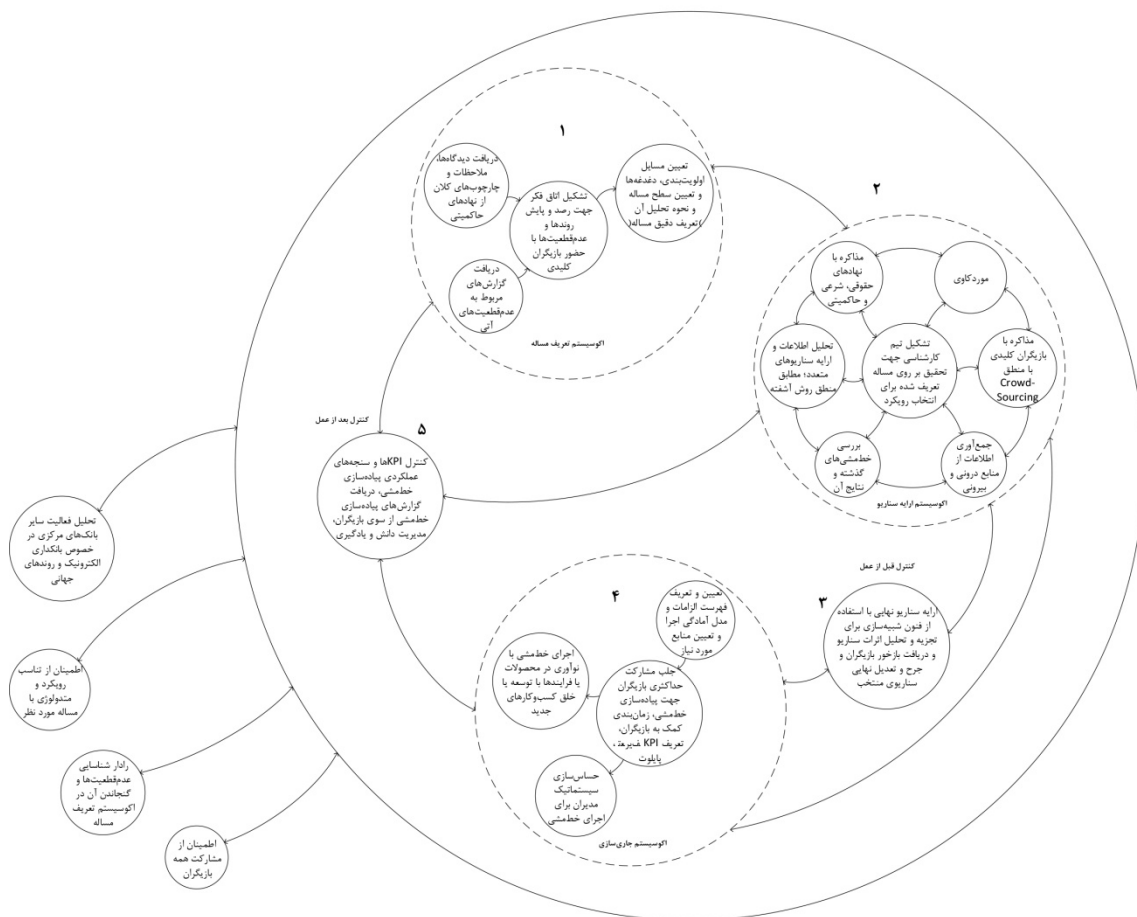 ۱
دریافت دیدگاه‌ها،
ملاحظات و
چارچوب‌های کلان
از نهادهای
حاکمیتی
تشکیل اتاق فکر
جهت رصد و پایش
روندها و
عدم‌قطعیت‌ها با
حضور بازیگران
کلیدی
تعیین مسایل
اولویت‌بندی، دغدغه‌ها
و تعیین سطح مساله
و نحوه تحلیل آن
)تعریف دقیق مساله(
دریافت
گزارش‌های
مربوط به
عدم‌قطعیت‌های
آتی
اکوسیستم تعریف مساله
۲
مذاکره با
نهادهای
حقوقی، شرعی
و حاکمیتی
موردکاوی
تحلیل اطلاعات و
ارایه سناریوهای
متعدد؛ مطابق
منطق روش آشفته
تشکیل تیم
کارشناسی جهت
تحقیق بر روی مساله
تعریف شده برای
انتخاب رویکرد
مذاکره با
بازیگران کلیدی
با منطق
Crowd-
Sourcing
بررسی
خط‌مشی‌های
گذشته و
نتایج آن
جمع‌آوری
اطلاعات از
منابع درونی و
بیرونی
اکوسیستم ارایه سناریو
کنترل قبل از عمل
۳
ارایه سناریو نهایی با استفاده
از فنون شبیه‌سازی برای
تجزیه و تحلیل اثرات سناریو
و دریافت بازخور بازیگران و
جرح و تعدیل نهایی
سناریوی منتخب
۴
تعیین و تعریف
فهرست الزامات و
مدل آمادگی اجرا
و تعیین منابع
مورد نیاز
اجرای خط‌مشی با
نوآوری در محصولات
یا فرایندها با توسعه یا
خلق کسب‌وکارهای
جدید
جلب مشارکت
حداکثری بازیگران
جهت پیاده‌سازی
خط‌مشی، زمان‌بندی
کمک به بازیگران،
تعریف KPI
پایلوت
حساس‌سازی
سیستماتیک
مدیران برای
اجرای خط‌مشی
اکوسیستم جاری‌سازی
کنترل بعد از عمل
۵
کنترل KPIها و سنجه‌های
عملکردی پیاده‌سازی
خط‌مشی، دریافت
گزارش‌های پیاده‌سازی
خط‌مشی از سوی بازیگران،
مدیریت دانش و یادگیری
تحلیل فعالیت سایر
بانک‌های مرکزی در
خصوص بانکداری
الکترونیک و روندهای
جهانی
اطمینان از تناسب
رویکرد و
متدولوژی با
مساله مورد نظر
رادار شناسایی
عدم‌قطعیت‌ها و
گنجاندن آن در
اکوسیستم تعریف
مساله
اطمینان از
مشارکت همه
بازیگران